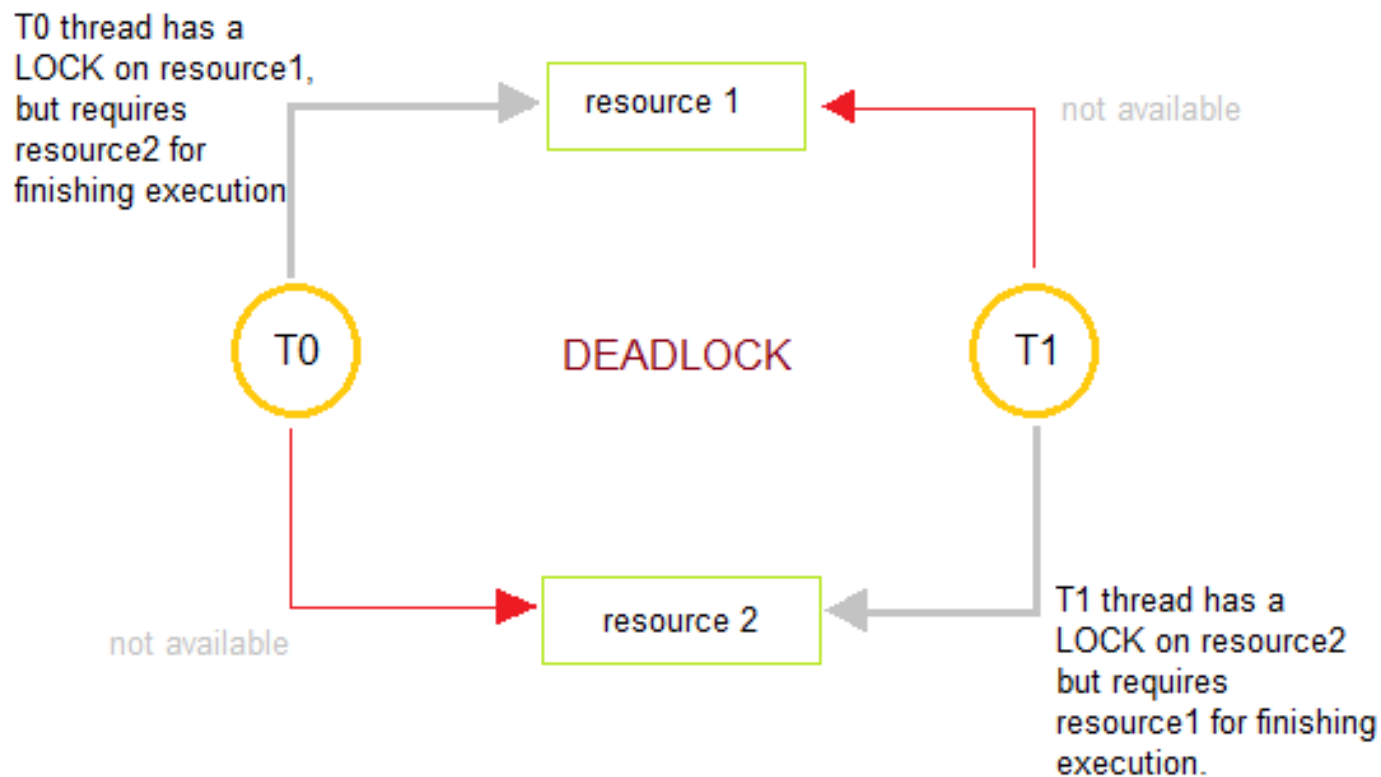 T0 thread has a
LOCK on resource1,
but requires
resource2 for
finishing execution
resource 1
not available
T0
DEADLOCK
T1
not available
resource 2
T1 thread has a
LOCK on resource2
but requires
resource1 for finishing
execution.